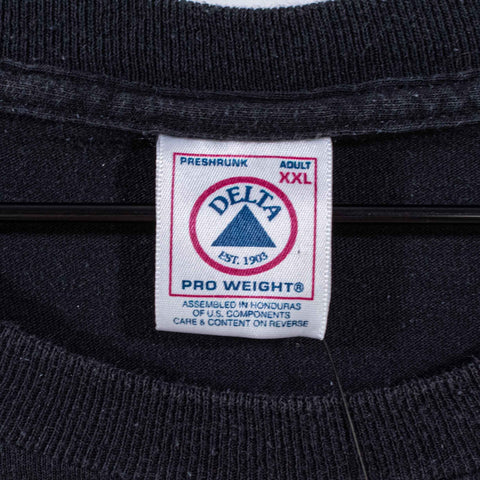 PRESHRUNK ADULT
XXL
DELTA
EST. 1903
PRO WEIGHT®
ASSEMBLED IN HONDURAS
OF U.S. COMPONENTS
CARE & CONTENT ON REVERSE